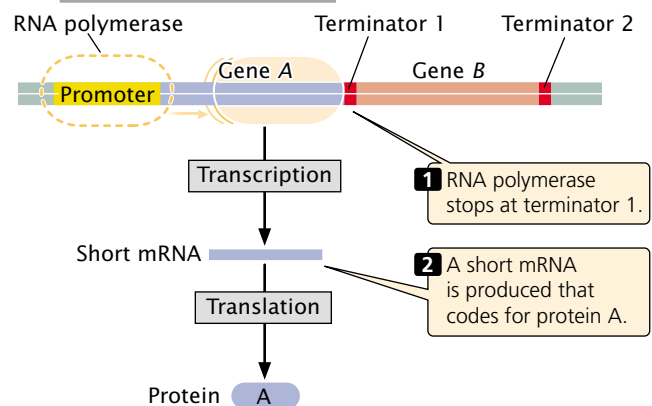 RNA polymerase
Terminator 1
Terminator 2
Gene A
Gene B
Promoter
Transcription
1 RNA polymerase
stops at terminator 1.
Short mRNA
2 A short mRNA
is produced that
codes for protein A.
Translation
Protein A